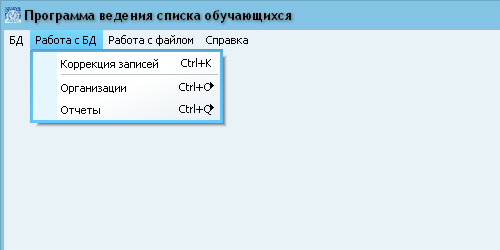 Программа ведения списка обучающихся
БД Работа с БД Работа с файлом Справка
Коррекция записей Ctrl+K
Организации Ctrl+O
Отчеты Ctrl+Q